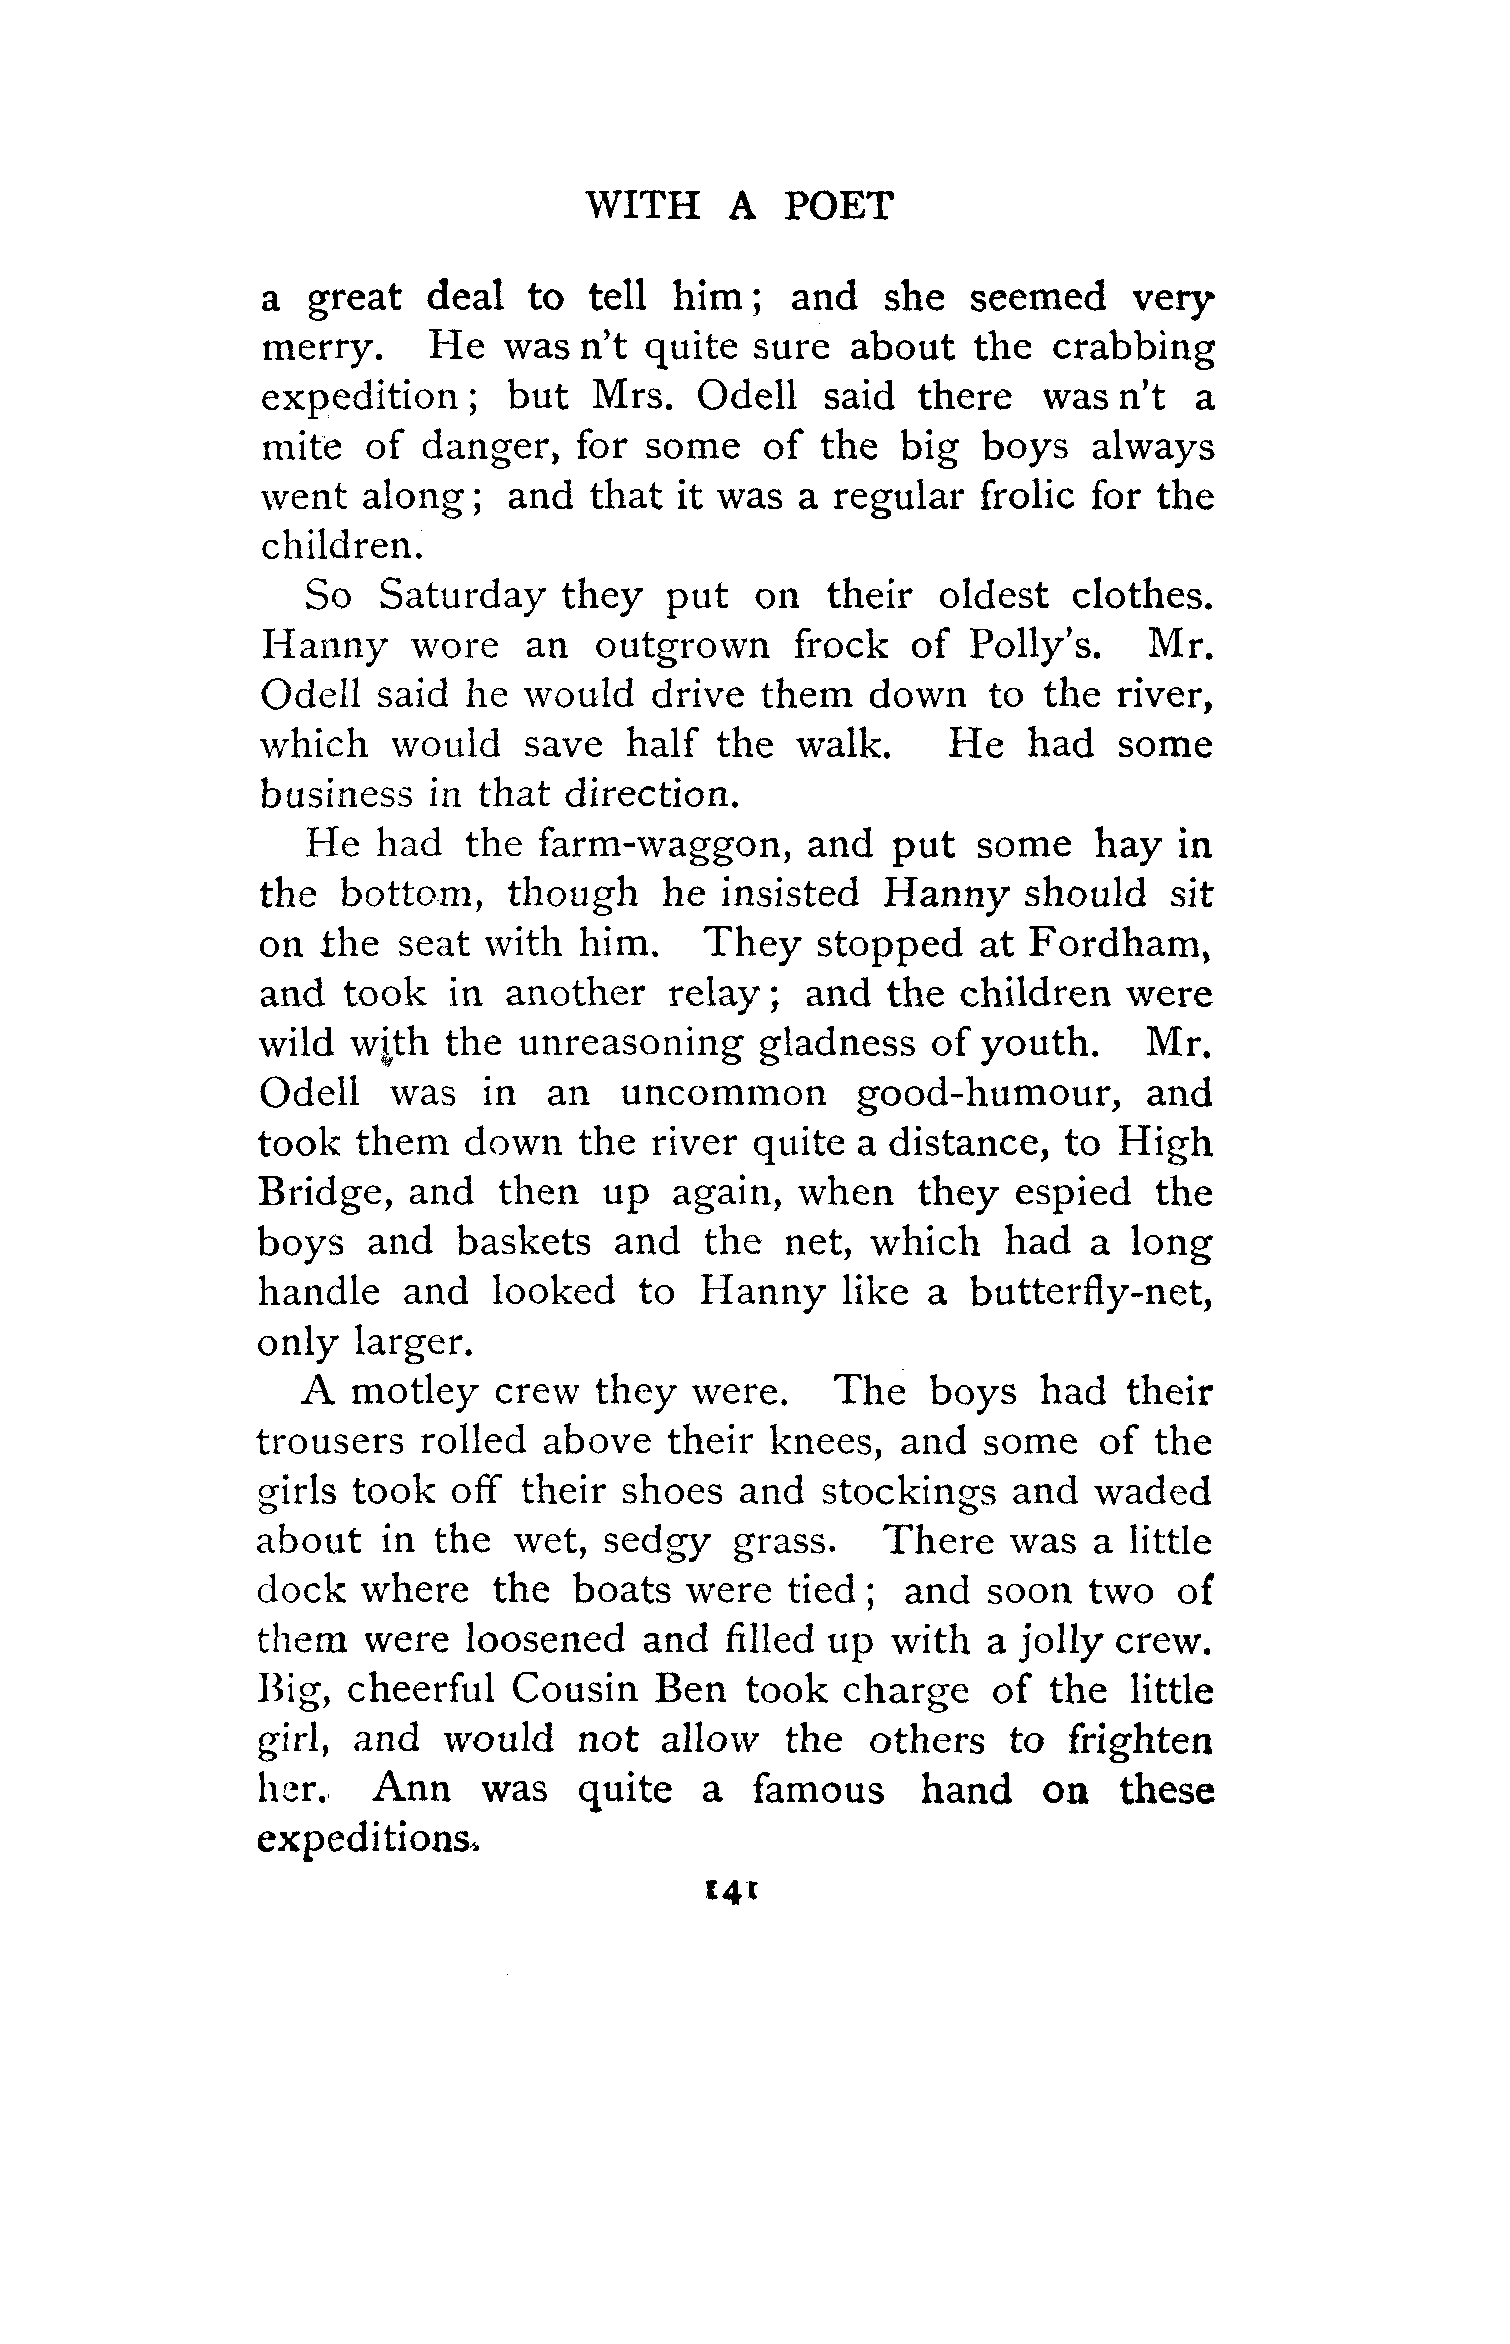 WITH A POET
a great deal to tell him; and she seemed very
merry. He was n't quite sure about the crabbing
expedition; but Mrs. Odell said there was n't a
mite of danger, for some of the big boys always
went along; and that it was a regular frolic for the
children.
So Saturday they put on their oldest clothes.
Hanny wore an outgrown frock of Polly's. Mr.
Odell said he would drive them down to the river,
which would save half the walk. He had some
business in that direction.
He had the farm-waggon, and put some hay in
the bottom, though he insisted Hanny should sit
on the seat with him. They stopped at Fordham,
and took in another relay; and the children were
wild with the unreasoning gladness of youth. Mr.
Odell was in an uncommon good-humour, and
took them down the river quite a distance, to High
Bridge, and then up again, when they espied the
boys and baskets and the net, which had a long
handle and looked to Hanny like a butterfly-net,
only larger.
A motley crew they were. The boys had their
trousers rolled above their knees, and some of the
girls took off their shoes and stockings and waded
about in the wet, sedgy grass. There was a little
dock where the boats were tied; and soon two of
them were loosened and filled up with a jolly crew.
Big, cheerful Cousin Ben took charge of the little
girl, and would not allow the others to frighten
her. Ann was quite a famous hand on these
expeditions.
141